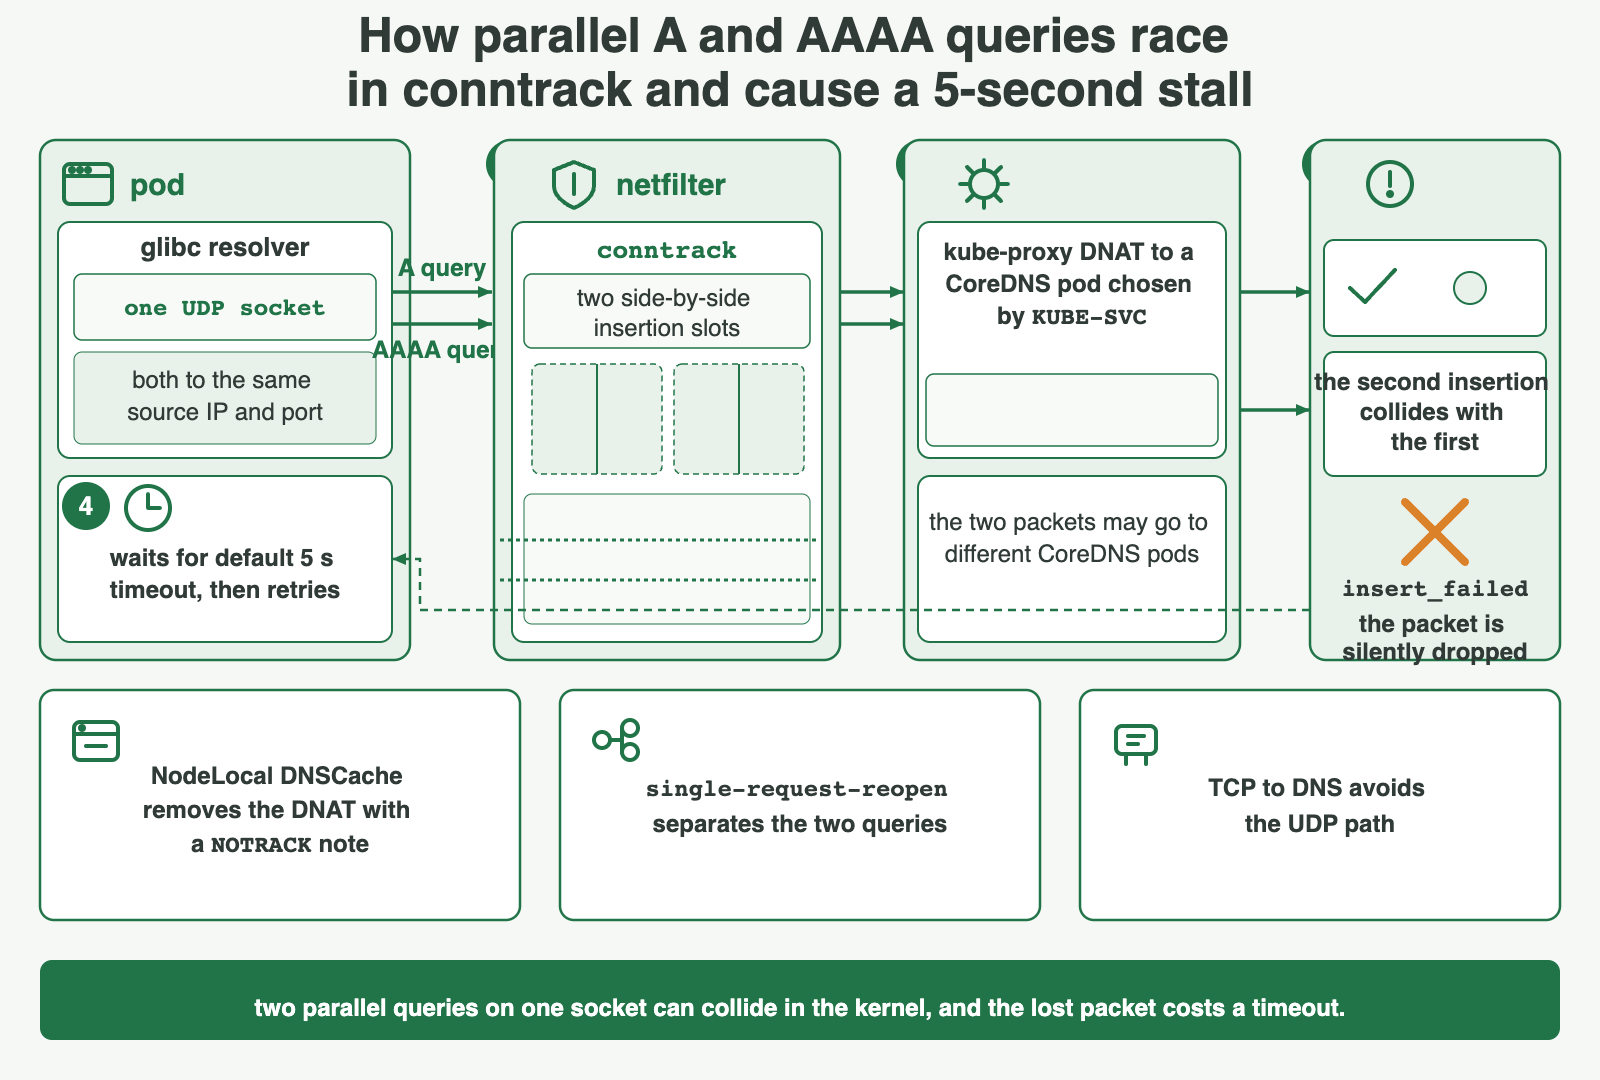 How parallel A and AAAA queries race
in conntrack and cause a 5-second stall
pod
glibc resolver
one UDP socket
both to the same
source IP and port
4
waits for default 5 s
timeout, then retries
A query
AAAA quer
netfilter
conntrack
two side-by-side
insertion slots
kube-proxy DNAT to a
CoreDNS pod chosen
by KUBE-SVC
the two packets may go to
different CoreDNS pods
the second insertion
collides with
the first
insert_failed
the packet is
silently dropped
NodeLocal DNSCache
removes the DNAT with
a NOTRACK note
single-request-reopen
separates the two queries
TCP to DNS avoids
the UDP path
two parallel queries on one socket can collide in the kernel, and the lost packet costs a timeout.